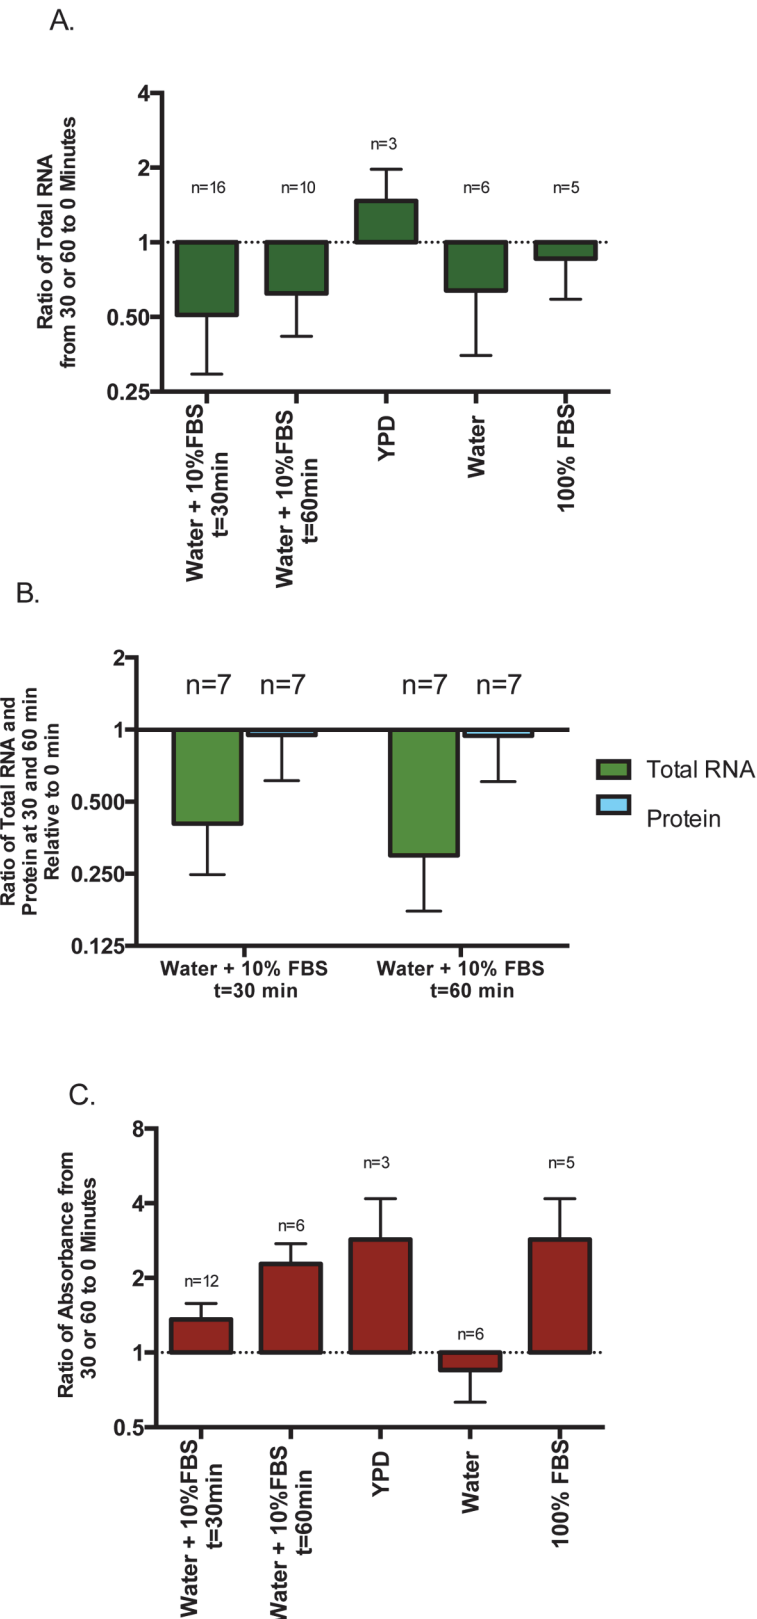 A.
Ratio of Total RNA
from 30 or 60 to 0 Minutes
4
2
1
0.50
0.25
n=16
n=10
n=3
n=6
n=5
Water + 10%FBS
t=30min
Water + 10%FBS
t=60min
YPD
Water
100% FBS
B.
Ratio of Total RNA and
Protein at 30 and 60 min
Relative to 0 min
2
1
0.500
0.250
0.125
n=7
n=7
n=7
n=7
Total RNA
Protein
Water + 10% FBS
t=30 min
Water + 10% FBS
t=60 min
C.
Ratio of Absorbance from
30 or 60 to 0 Minutes
8
4
2
1
0.5
n=12
n=6
n=3
n=6
n=5
Water + 10%FBS
t=30min
Water + 10%FBS
t=60min
YPD
Water
100% FBS